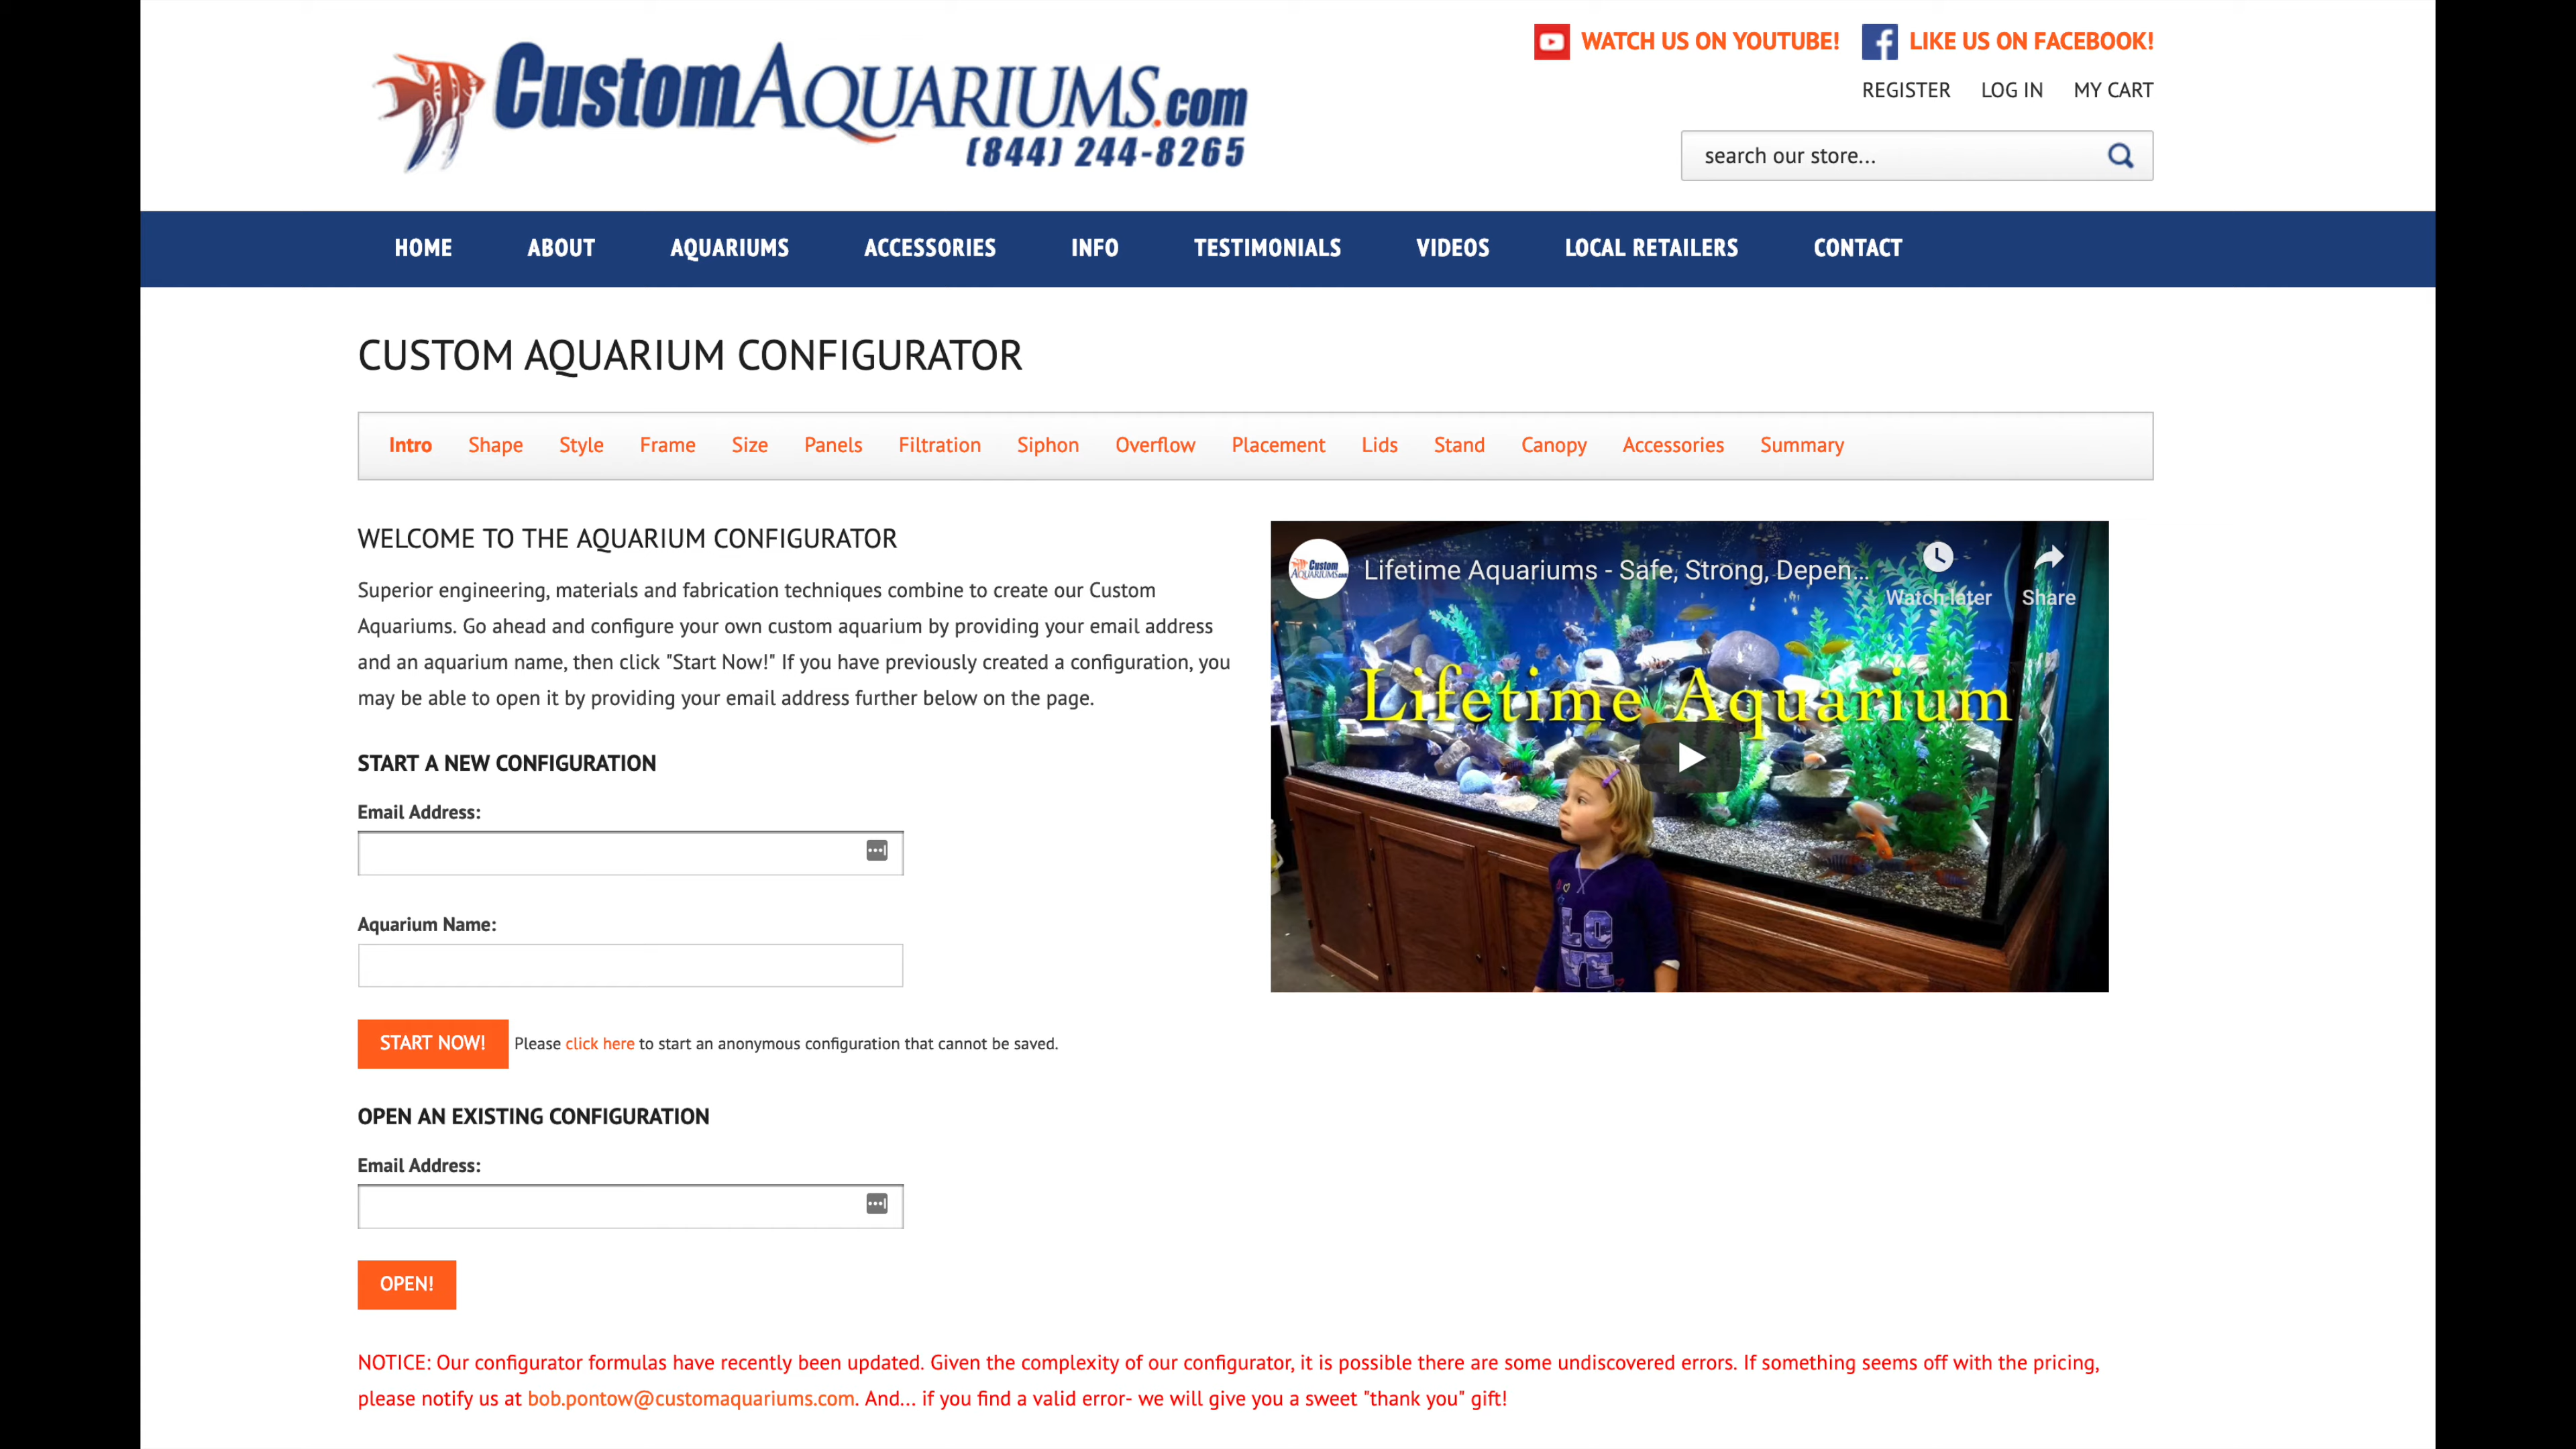 CustomAquariums.com
(844) 244-8265
WATCH US ON YOUTUBE! LIKE US ON FACEBOOK!
REGISTER LOG IN MY CART
search our store...
HOME ABOUT AQUARIUMS ACCESSORIES INFO TESTIMONIALS VIDEOS LOCAL RETAILERS CONTACT
CUSTOM AQUARIUM CONFIGURATOR
Intro Shape Style Frame Size Panels Filtration Siphon Overflow Placement Lids Stand Canopy Accessories Summary
WELCOME TO THE AQUARIUM CONFIGURATOR
Superior engineering, materials and fabrication techniques combine to create our Custom
Aquariums. Go ahead and configure your own custom aquarium by providing your email address
and an aquarium name, then click "Start Now!" If you have previously created a configuration, you
may be able to open it by providing your email address further below on the page.
Custom
AQUARIUMS.com
Lifetime Aquariums - Safe, Strong, Depen...
Watch later Share
Lifetime Aquarium
LO
VE
START A NEW CONFIGURATION
Email Address:
Aquarium Name:
START NOW! Please click here to start an anonymous configuration that cannot be saved.
OPEN AN EXISTING CONFIGURATION
Email Address:
OPEN!
NOTICE: Our configurator formulas have recently been updated. Given the complexity of our configurator, it is possible there are some undiscovered errors. If something seems off with the pricing,
please notify us at bob.pontow@customaquariums.com. And... if you find a valid error- we will give you a sweet "thank you" gift!